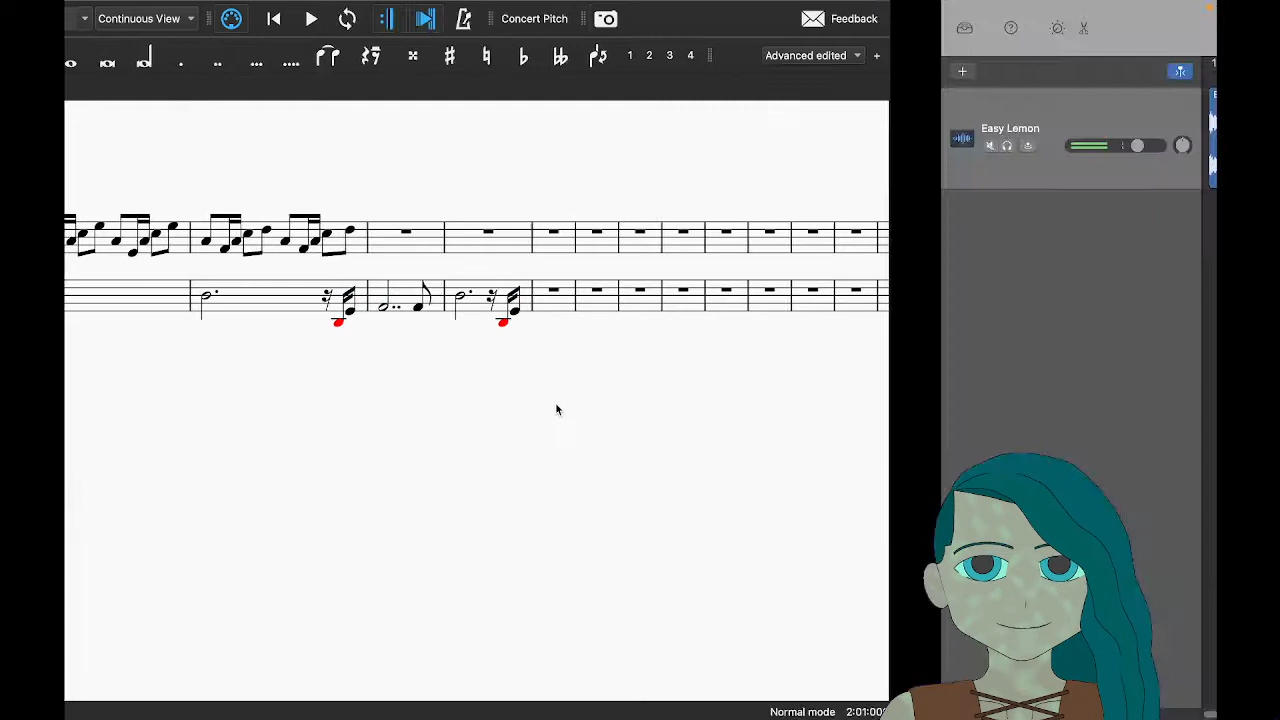 Continuous View
Concert Pitch
Feedback
1 2 3 4
Advanced edited
+
Easy Lemon
Normal mode